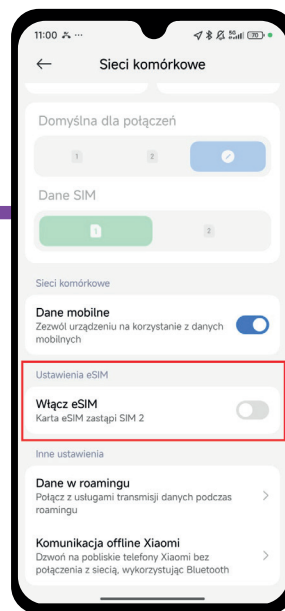 11:00
5G
70
Sieci komórkowe
Domyślna dla połączeń
1 2
Dane SIM
1 2
Sieci komórkowe
Dane mobilne
Zezwól urządzeniu na korzystanie z danych
mobilnych
Ustawienia eSIM
Włącz eSIM
Karta eSIM zastąpi SIM 2
Inne ustawienia
Dane w roamingu
Połącz z usługami transmisji danych podczas
roamingu
Komunikacja offline Xiaomi
Dzwoń na pobliskie telefony Xiaomi bez
połączenia z siecią, wykorzystując Bluetooth